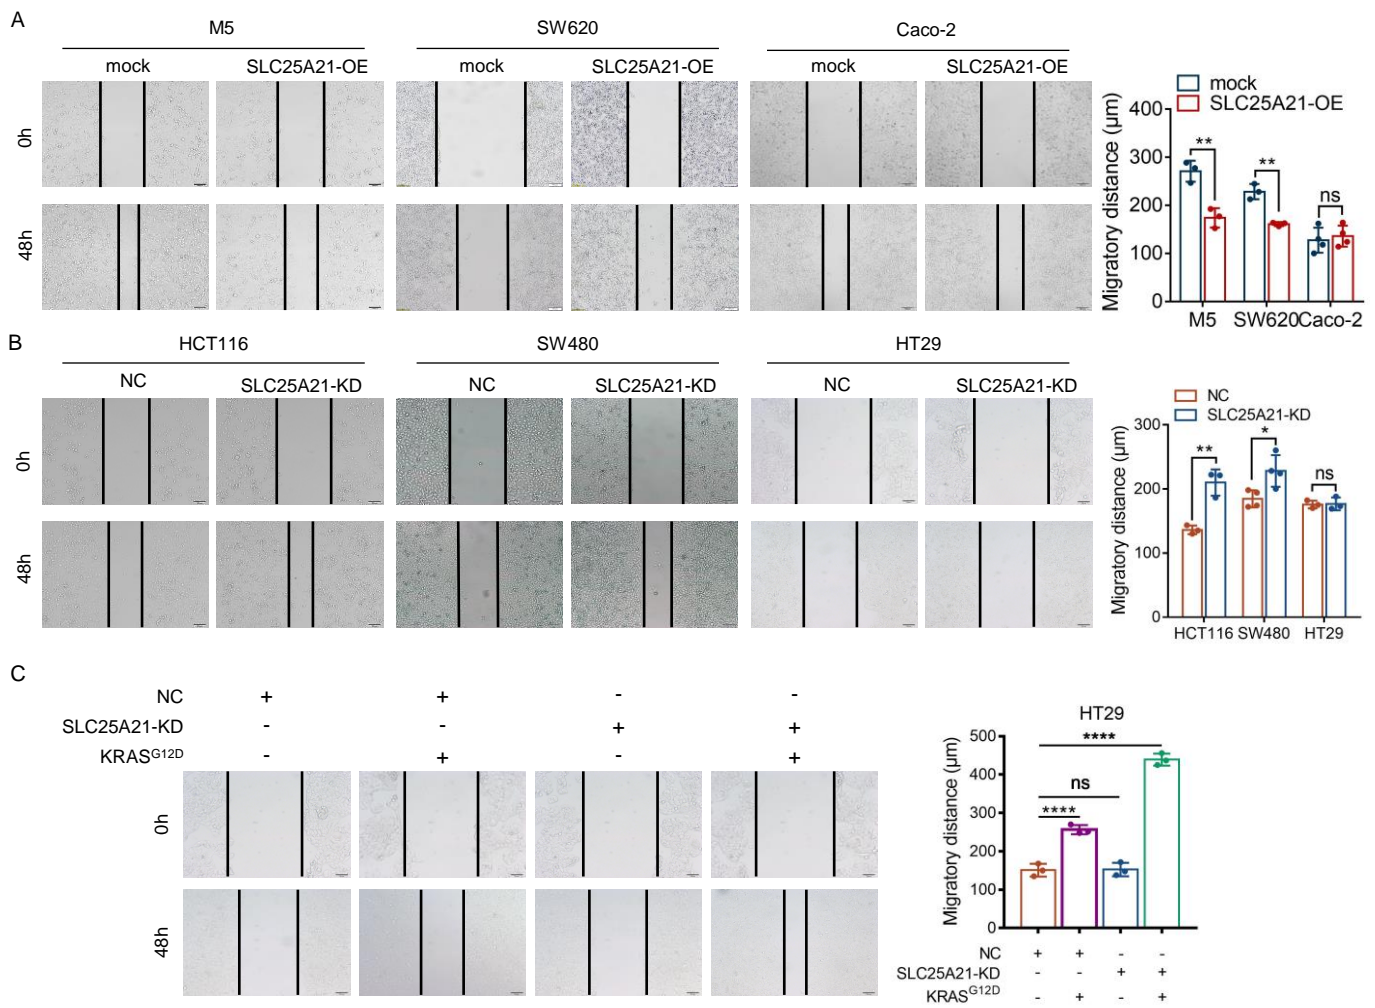 A
M5
SW620
Caco-2
mock
SLC25A21-OE
mock
SLC25A21-OE
mock
SLC25A21-OE
0h
48h
mock
SLC25A21-OE
Migratory distance (μm)
400
300
200
100
0
**
**
ns
M5
SW620
Caco-2
B
HCT116
SW480
HT29
NC
SLC25A21-KD
NC
SLC25A21-KD
NC
SLC25A21-KD
0h
48h
NC
SLC25A21-KD
Migratory distance (μm)
300
200
100
0
**
*
ns
HCT116
SW480
HT29
C
NC + + - -
SLC25A21-KD - - + +
KRASG12D - + - +
0h
48h
HT29
Migratory distance (μm)
500
400
300
200
100
0
****
ns
****
NC + + - -
SLC25A21-KD - - + +
KRASG12D - + - +